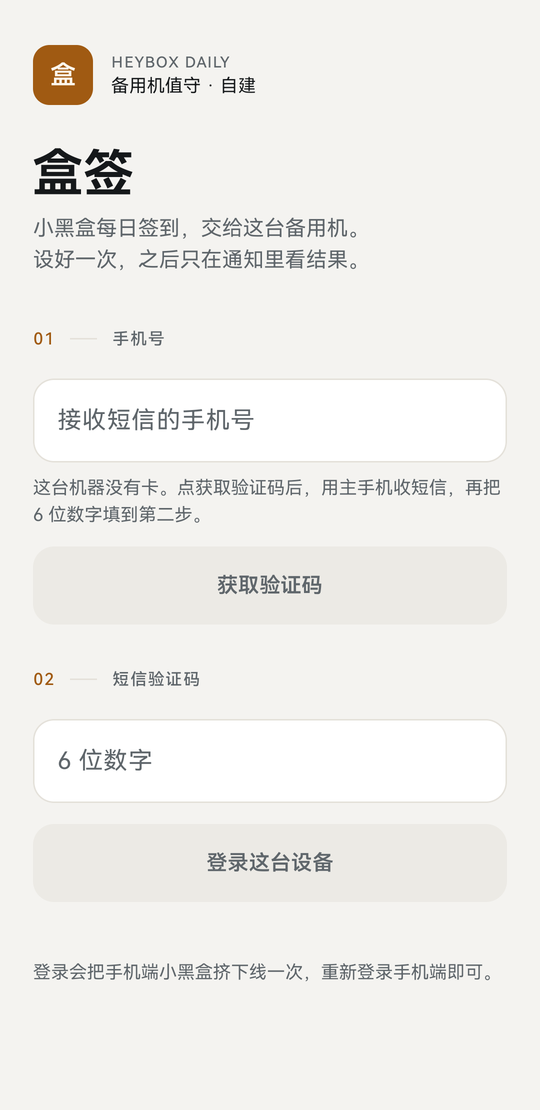 盒
HEYBOX DAILY
备用机值守 · 自建
盒签
小黑盒每日签到，交给这台备用机。
设好一次，之后只在通知里看结果。
01 手机号
接收短信的手机号
这台机器没有卡。点获取验证码后，用主手机收短信，再把
6 位数字填到第二步。
获取验证码
02 短信验证码
6 位数字
登录这台设备
登录会把手机端小黑盒挤下线一次，重新登录手机端即可。